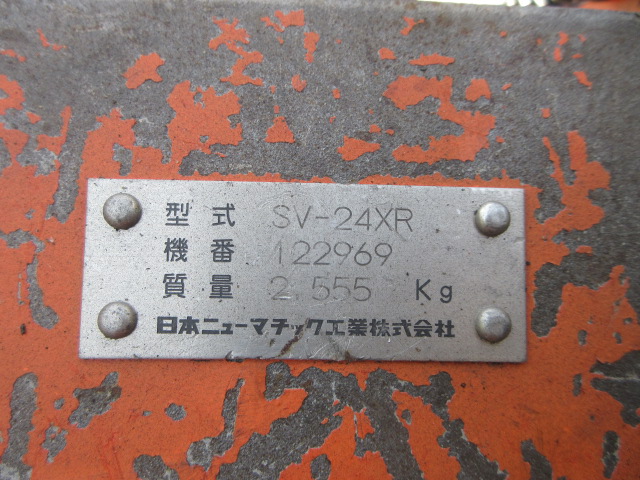 型式 SV-24XR
機番 122969
質量 2,555 Kg
日本ニューマチック工業株式会社